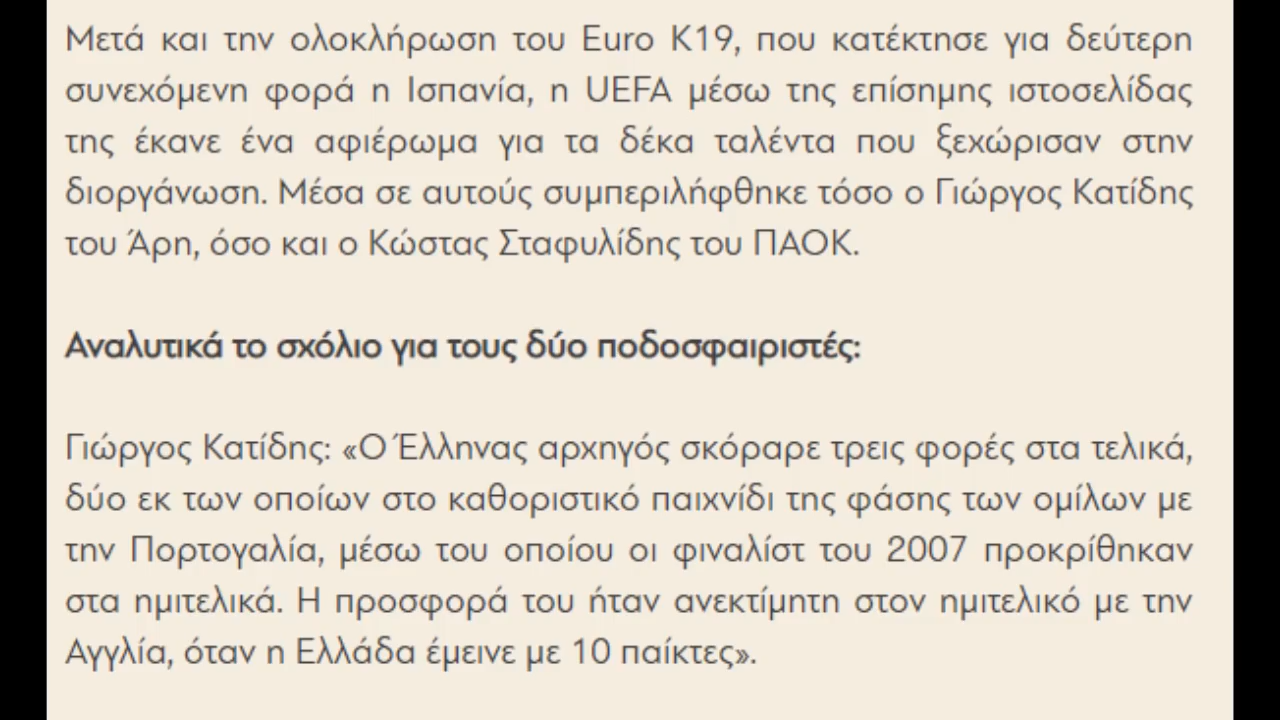 Μετά και την ολοκλήρωση του Euro Κ19, που κατέκτησε για δεύτερη
συνεχόμενη φορά η Ισπανία, η UEFA μέσω της επίσημης ιστοσελίδας
της έκανε ένα αφιέρωμα για τα δέκα ταλέντα που ξεχώρισαν στην
διοργάνωση. Μέσα σε αυτούς συμπεριλήφθηκε τόσο ο Γιώργος Κατίδης
του Άρη, όσο και ο Κώστας Σταφυλίδης του ΠΑΟΚ.
Αναλυτικά το σχόλιο για τους δύο ποδοσφαιριστές:
Γιώργος Κατίδης: «Ο Έλληνας αρχηγός σκόραρε τρεις φορές στα τελικά,
δύο εκ των οποίων στο καθοριστικό παιχνίδι της φάσης των ομίλων με
την Πορτογαλία, μέσω του οποίου οι φιναλίστ του 2007 προκρίθηκαν
στα ημιτελικά. Η προσφορά του ήταν ανεκτίμητη στον ημιτελικό με την
Αγγλία, όταν η Ελλάδα έμεινε με 10 παίκτες».